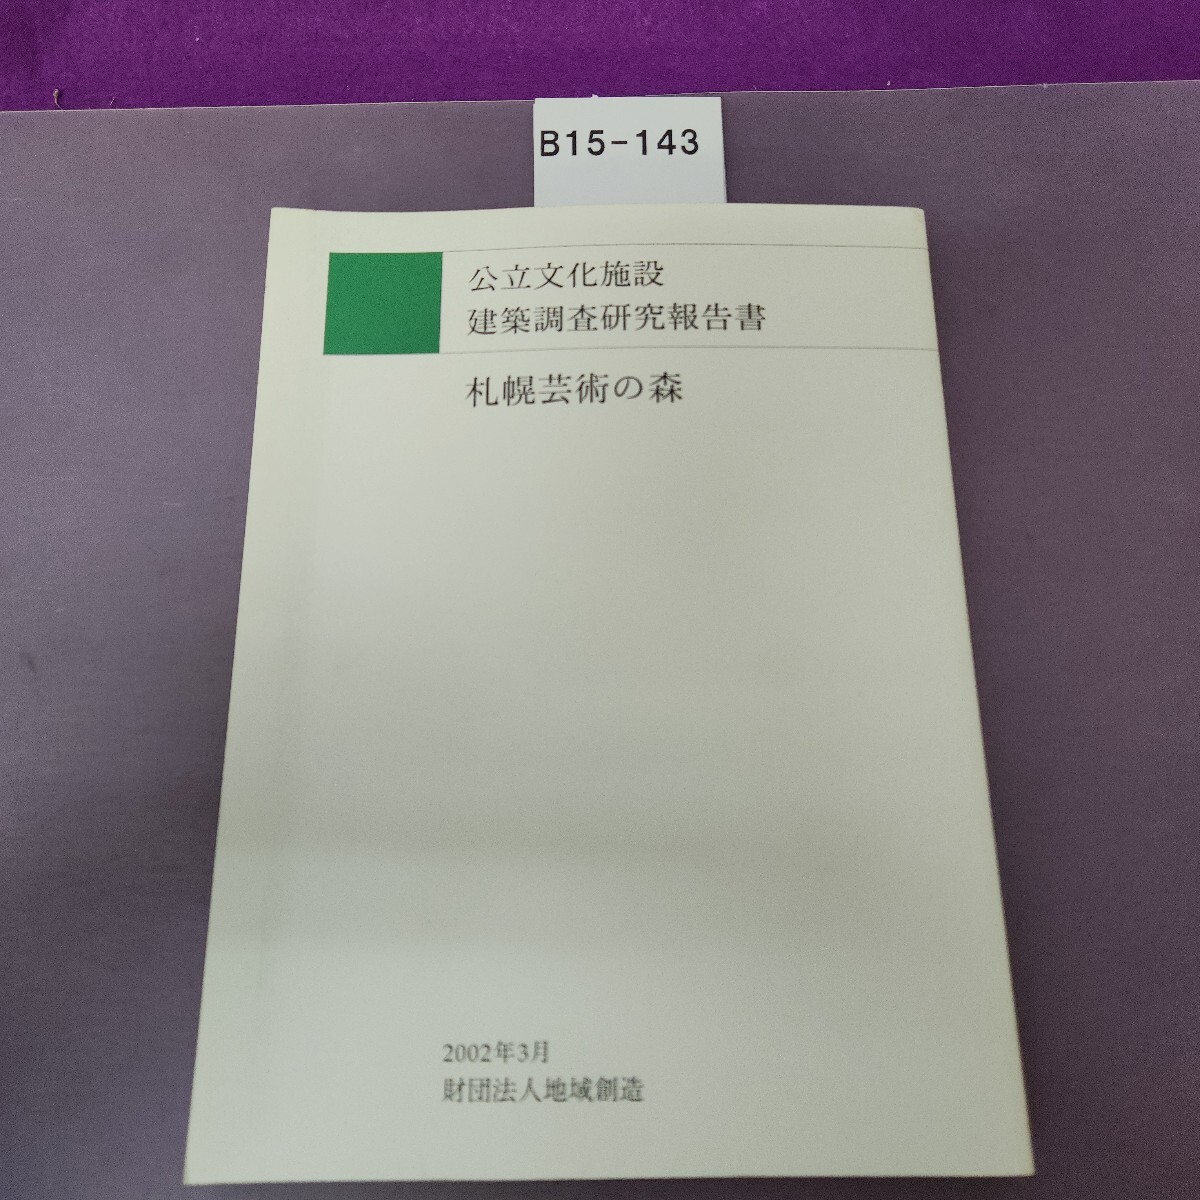 B15-143
公立文化施設
建築調査研究報告書
札幌芸術の森
2002年3月
財団法人地域創造